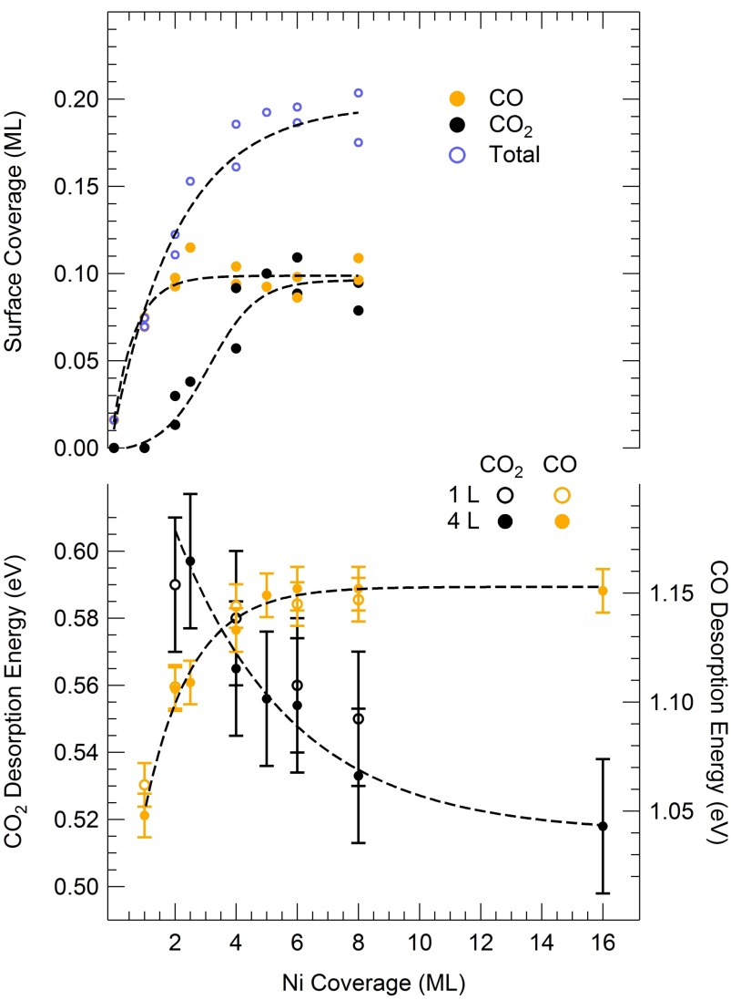 0.20
0.15
0.10
0.05
0.00
Surface Coverage (ML)
CO
CO₂
Total
CO₂ CO
1 L
4 L
0.60
0.58
0.56
0.54
0.52
0.50
CO₂ Desorption Energy (eV)
1.15
1.10
1.05
CO Desorption Energy (eV)
2 4 6 8 10 12 14 16
Ni Coverage (ML)